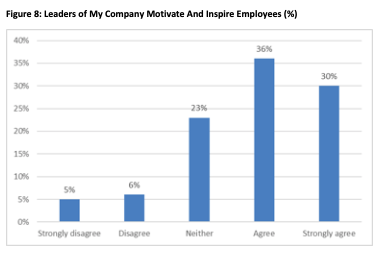 Figure 8: Leaders of My Company Motivate And Inspire Employees (%)
40%
35%
30%
25%
20%
15%
10%
5%
0%
5%
6%
23%
36%
30%
Strongly disagree
Disagree
Neither
Agree
Strongly agree